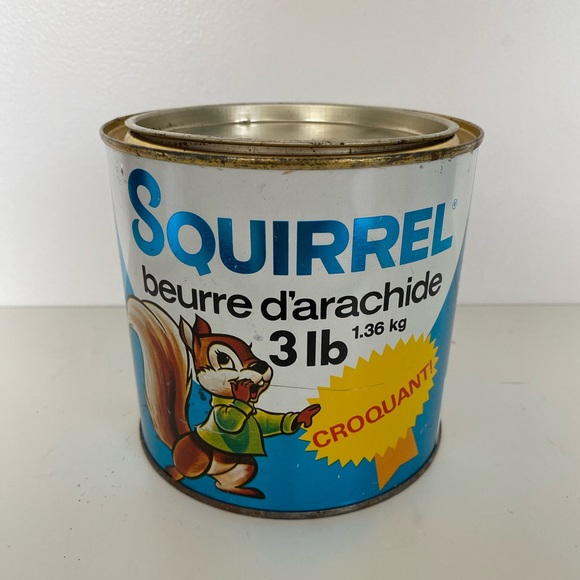 SQUIRREL®
beurre d'arachide
3 lb 1.36 kg
CROQUANT!